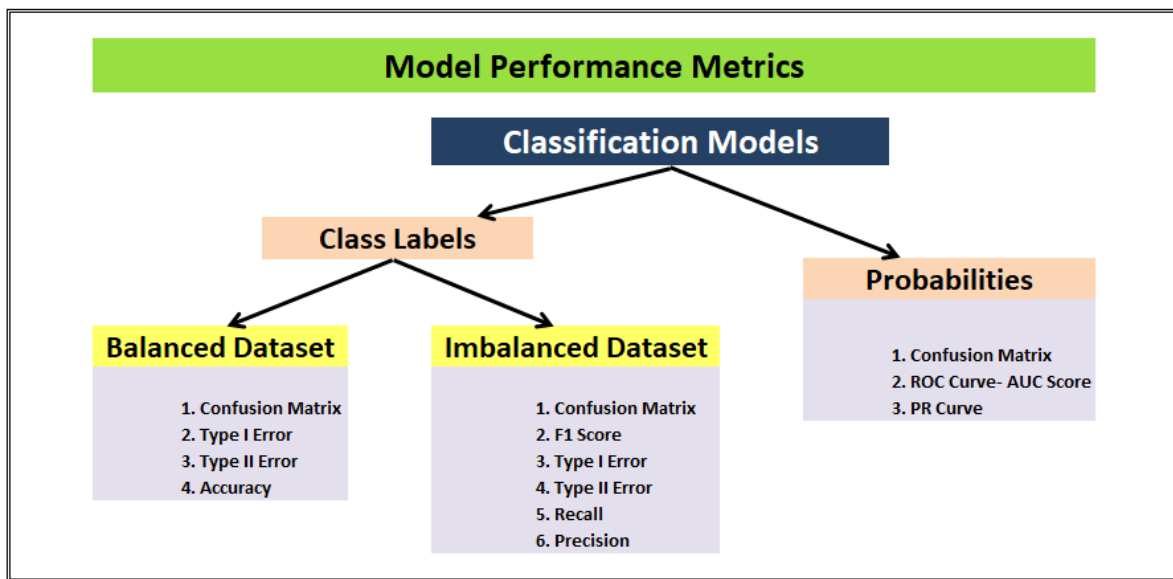 Model Performance Metrics
Classification Models
Class Labels
Probabilities
1. Confusion Matrix
2. ROC Curve- AUC Score
3. PR Curve
Balanced Dataset
1. Confusion Matrix
2. Type I Error
3. Type II Error
4. Accuracy
Imbalanced Dataset
1. Confusion Matrix
2. F1 Score
3. Type I Error
4. Type II Error
5. Recall
6. Precision